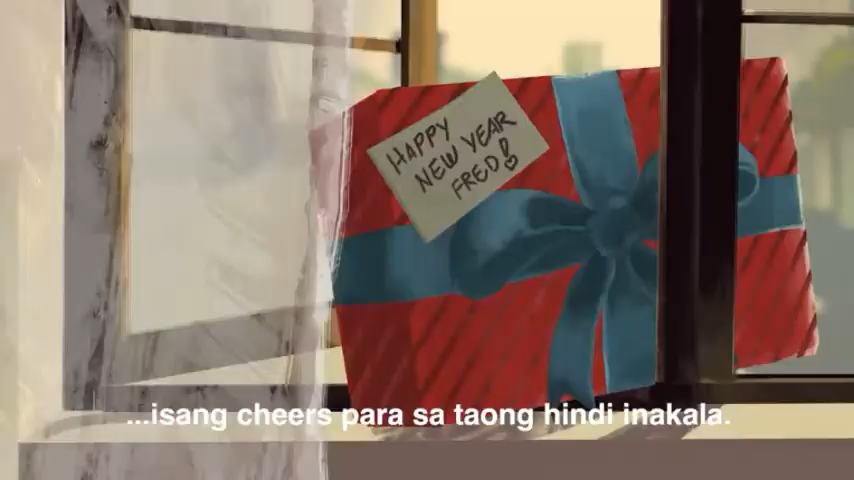 HAPPY
NEW YEAR
FRED!
...isang cheers para sa taong hindi inakala.